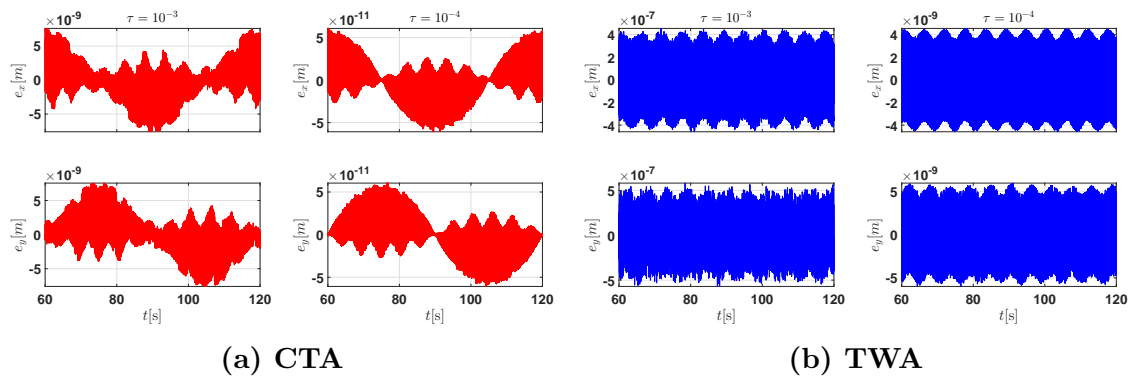 ×10⁻⁹ τ = 10⁻³ ×10⁻¹¹ τ = 10⁻⁴ ×10⁻⁷ τ = 10⁻³ ×10⁻⁹ τ = 10⁻⁴
e_x[m] 5 0 -5
5 0 -5
e_x[m] 4 2 0 -2 -4
e_x[m] 4 2 0 -2 -4
×10⁻⁹ ×10⁻¹¹ ×10⁻⁷ ×10⁻⁹
e_y[m] 5 0 -5
5 0 -5
e_y[m] 5 0 -5
e_y[m] 5 0 -5
60 80 100 120 60 80 100 120 60 80 100 120 60 80 100 120
t[s] t[s] t[s] t[s]
(a) CTA (b) TWA